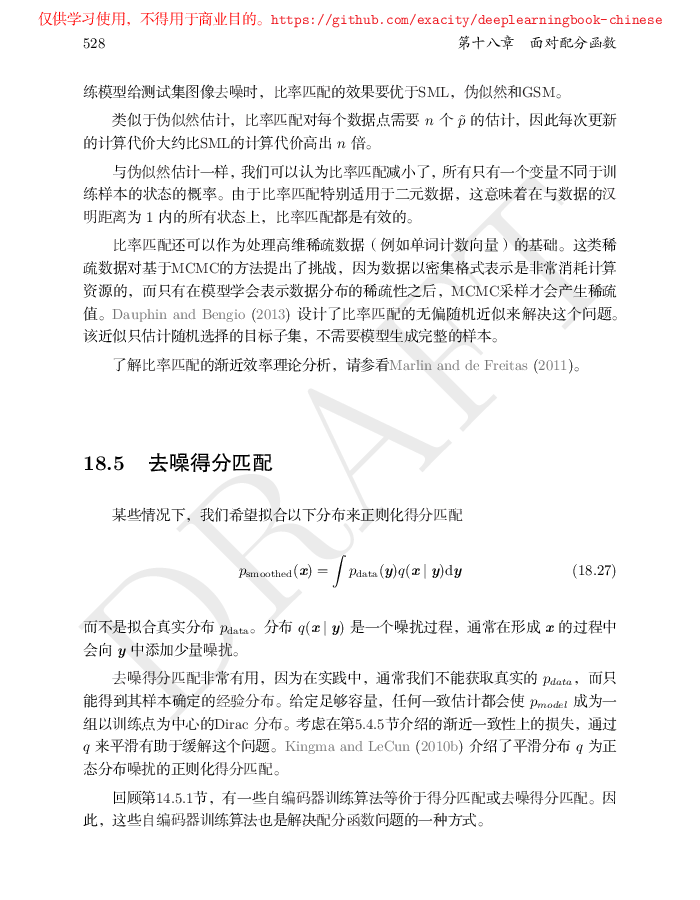 仅供学习使用，不得用于商业目的。https://github.com/exacity/deeplearningbook-chinese
528 第十八章 面对配分函数
练模型给测试集图像去噪时，比率匹配的效果要优于SML，伪似然和GSM。
类似于伪似然估计，比率匹配对每个数据点需要 n 个 p̃ 的估计，因此每次更新
的计算代价大约比SML的计算代价高出 n 倍。
与伪似然估计一样，我们可以认为比率匹配减小了，所有只有一个变量不同于训
练样本的状态的概率。由于比率匹配特别适用于二元数据，这意味着在与数据的汉
明距离为 1 内的所有状态上，比率匹配都是有效的。
比率匹配还可以作为处理高维稀疏数据（例如单词计数向量）的基础。这类稀
疏数据对基于MCMC的方法提出了挑战，因为数据以密集格式表示是非常消耗计算
资源的，而只有在模型学会表示数据分布的稀疏性之后，MCMC采样才会产生稀疏
值。Dauphin and Bengio (2013) 设计了比率匹配的无偏随机近似来解决这个问题。
该近似只估计随机选择的目标子集，不需要模型生成完整的样本。
了解比率匹配的渐近效率理论分析，请参看Marlin and de Freitas (2011)。
18.5 去噪得分匹配
某些情况下，我们希望拟合以下分布来正则化得分匹配
p_smoothed(x) = ∫ p_data(y)q(x | y)dy (18.27)
而不是拟合真实分布 p_data。分布 q(x | y) 是一个噪扰过程，通常在形成 x 的过程中
会向 y 中添加少量噪扰。
去噪得分匹配非常有用，因为在实践中，通常我们不能获取真实的 p_data，而只
能得到其样本确定的经验分布。给定足够容量，任何一致估计都会使 p_model 成为一
组以训练点为中心的Dirac 分布。考虑在第5.4.5节介绍的渐近一致性上的损失，通过
q 来平滑有助于缓解这个问题。Kingma and LeCun (2010b) 介绍了平滑分布 q 为正
态分布噪扰的正则化得分匹配。
回顾第14.5.1节，有一些自编码器训练算法等价于得分匹配或去噪得分匹配。因
此，这些自编码器训练算法也是解决配分函数问题的一种方式。
DRAFT